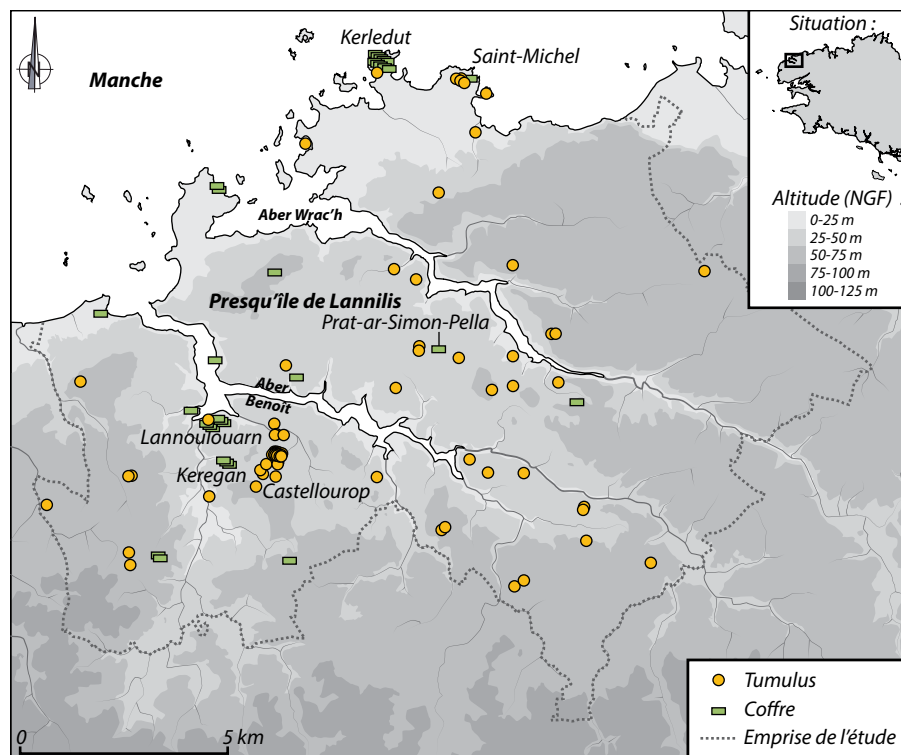 Kerledut
Saint-Michel
Manche
Situation :
Altitude (NGF) :
0-25 m
25-50 m
50-75 m
75-100 m
100-125 m
Aber Wrac'h
Presqu'île de Lannilis
Prat-ar-Simon-Pella
Aber
Benoit
Lannoulouarn
Keregan
Castellourop
Tumulus
Coffre
Emprise de l'étude
0
5 km